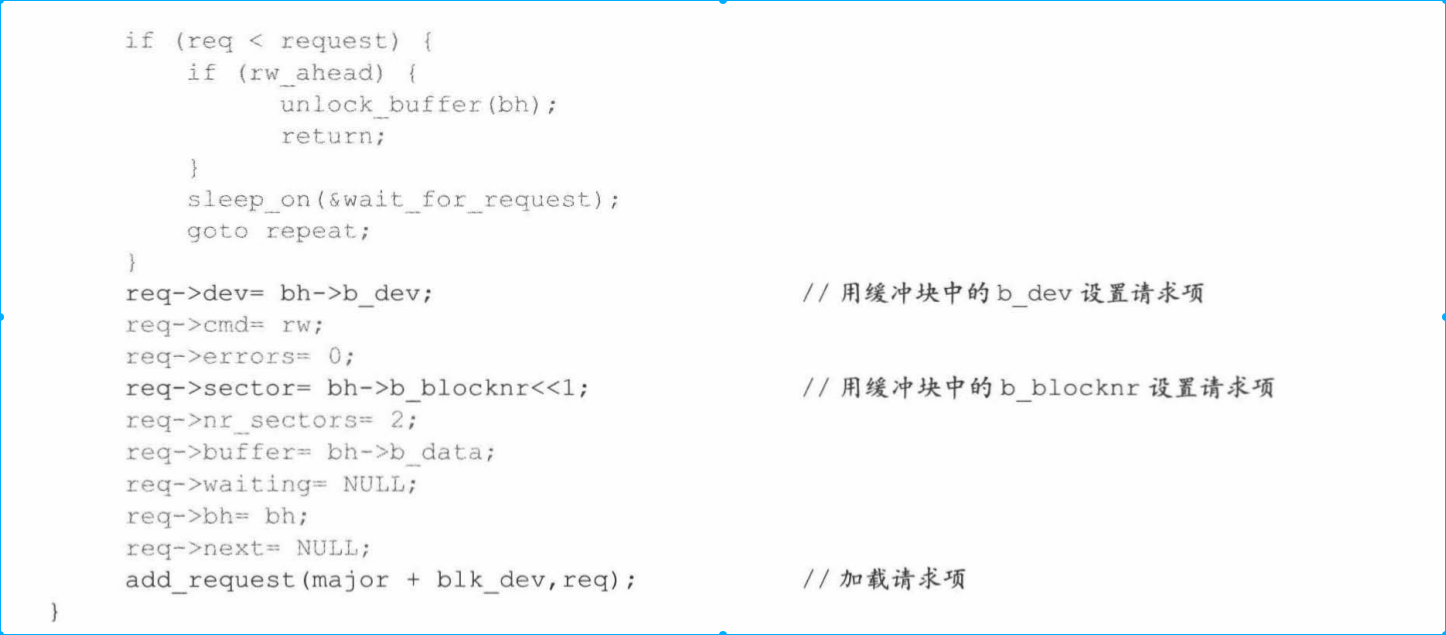 if (req < request) {
if (rw_ahead) {
unlock_buffer(bh);
return;
}
sleep_on(&wait_for_request);
goto repeat;
}
req->dev= bh->b_dev; // 用缓冲块中的 b_dev 设置请求项
req->cmd= rw;
req->errors= 0;
req->sector= bh->b_blocknr<<1; // 用缓冲块中的 b_blocknr 设置请求项
req->nr_sectors= 2;
req->buffer= bh->b_data;
req->waiting= NULL;
req->bh= bh;
req->next= NULL;
add_request(major + blk_dev,req); // 加载请求项
}